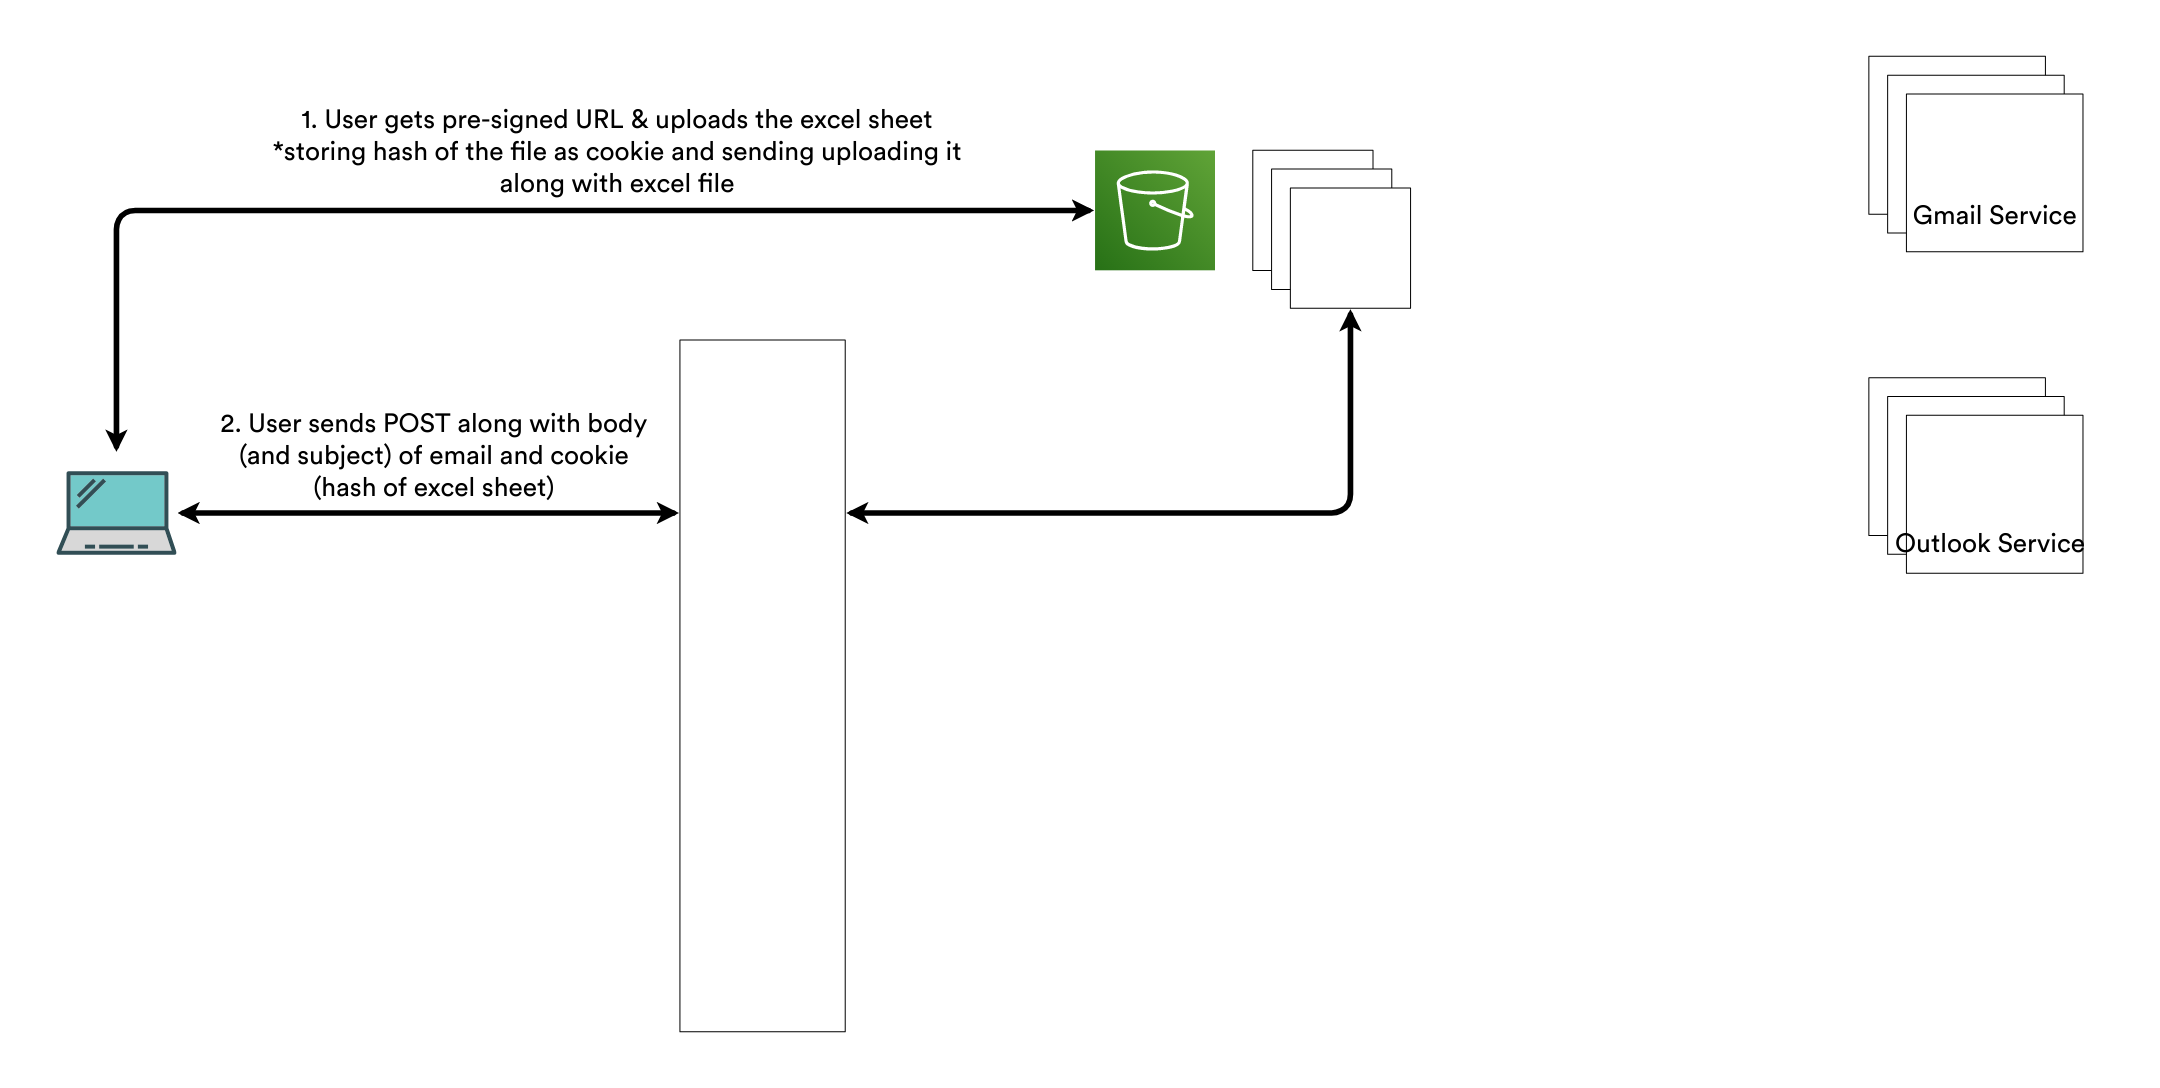 1. User gets pre-signed URL & uploads the excel sheet
*storing hash of the file as cookie and sending uploading it
along with excel file
Gmail Service
2. User sends POST along with body
(and subject) of email and cookie
(hash of excel sheet)
Outlook Service